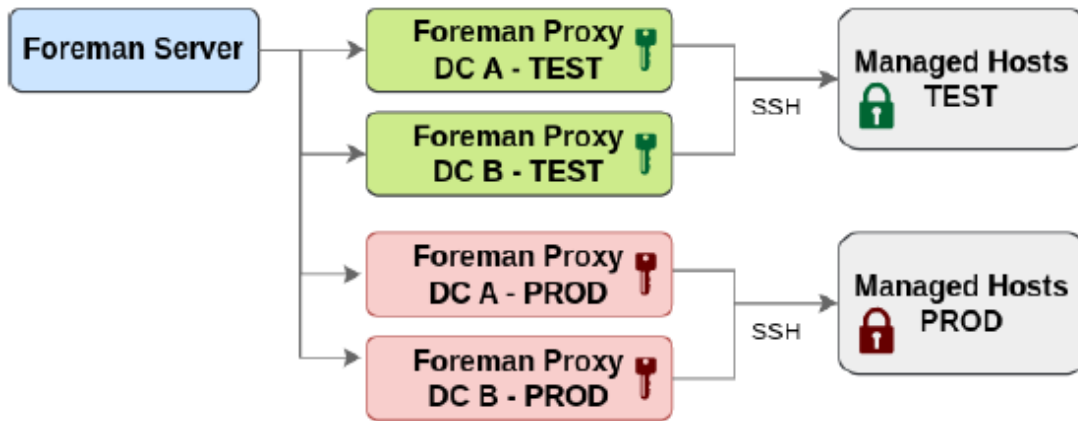 Foreman Server
Foreman Proxy
DC A - TEST
Foreman Proxy
DC B - TEST
SSH
Managed Hosts
TEST
Foreman Proxy
DC A - PROD
Foreman Proxy
DC B - PROD
SSH
Managed Hosts
PROD